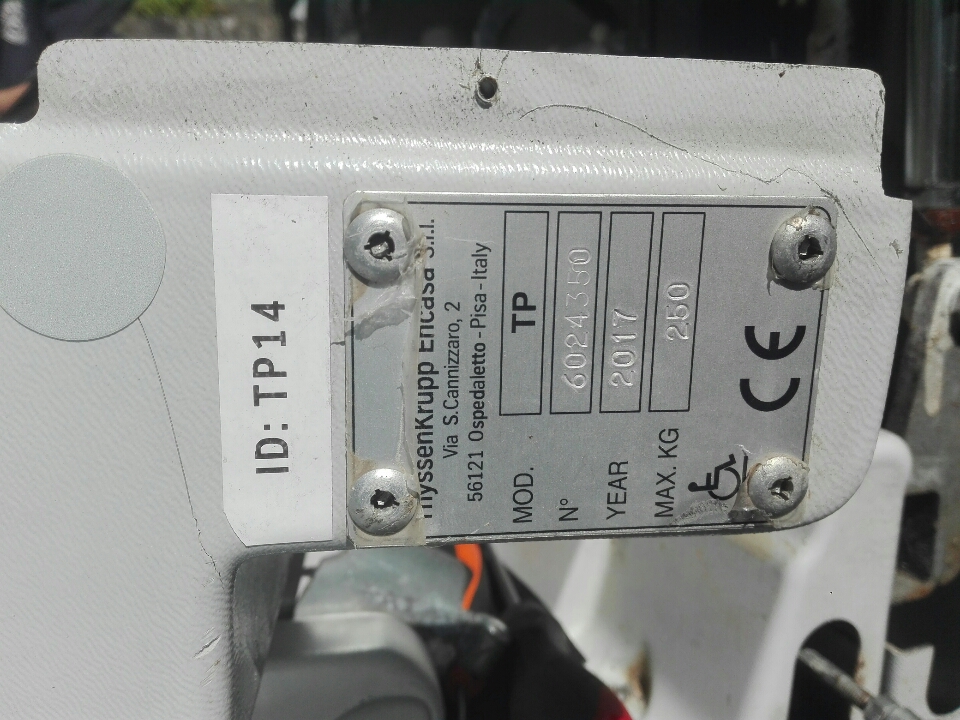 ID: TP14
ThyssenKrupp Encasa S.r.l.
Via S.Cannizzaro, 2
56121 Ospedaletto - Pisa - Italy
MOD. TP
N° 6024350
YEAR 2017
MAX. KG 250
CE